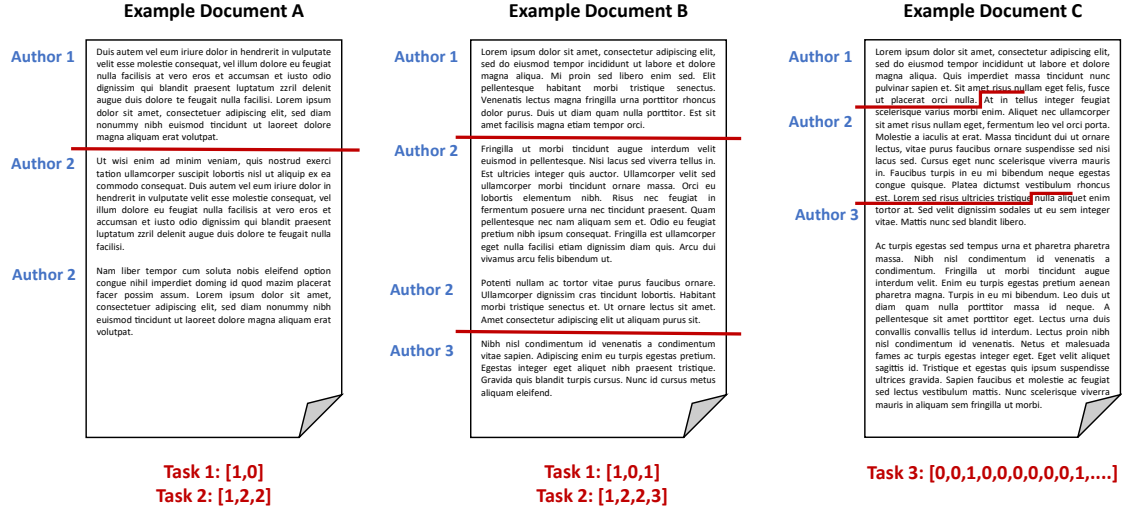 Example Document A
Author 1
Duis autem vel eum iriure dolor in hendrerit in vulputate
velit esse molestie consequat, vel illum dolore eu feugiat
nulla facilisis at vero eros et accumsan et iusto odio
dignissim qui blandit praesent luptatum zzril delenit
augue duis dolore te feugait nulla facilisi. Lorem ipsum
dolor sit amet, consectetuer adipiscing elit, sed diam
nonummy nibh euismod tincidunt ut laoreet dolore
magna aliquam erat volutpat.
Author 2
Ut wisi enim ad minim veniam, quis nostrud exerci
tation ullamcorper suscipit lobortis nisl ut aliquip ex ea
commodo consequat. Duis autem vel eum iriure dolor in
hendrerit in vulputate velit esse molestie consequat, vel
illum dolore eu feugiat nulla facilisis at vero eros et
accumsan et iusto odio dignissim qui blandit praesent
luptatum zzril delenit augue duis dolore te feugait nulla
facilisi.
Author 2
Nam liber tempor cum soluta nobis eleifend option
congue nihil imperdiet doming id quod mazim placerat
facer possim assum. Lorem ipsum dolor sit amet,
consectetuer adipiscing elit, sed diam nonummy nibh
euismod tincidunt ut laoreet dolore magna aliquam erat
volutpat.
Task 1: [1,0]
Task 2: [1,2,2]
Example Document B
Author 1
Lorem ipsum dolor sit amet, consectetur adipiscing elit,
sed do eiusmod tempor incididunt ut labore et dolore
magna aliqua. Mi proin sed libero enim sed. Elit
pellentesque habitant morbi tristique senectus.
Venenatis lectus magna fringilla urna porttitor rhoncus
dolor purus. Duis ut diam quam nulla porttitor. Est sit
amet facilisis magna etiam tempor orci.
Author 2
Fringilla ut morbi tincidunt augue interdum velit
euismod in pellentesque. Nisi lacus sed viverra tellus in.
Est ultricies integer quis auctor. Ullamcorper velit sed
ullamcorper morbi tincidunt ornare massa. Orci eu
lobortis elementum nibh. Risus nec feugiat in
fermentum posuere urna nec tincidunt praesent. Quam
pellentesque nec nam aliquam sem et. Odio eu feugiat
pretium nibh ipsum consequat. Fringilla est ullamcorper
eget nulla facilisi etiam dignissim diam quis. Arcu dui
vivamus arcu felis bibendum ut.
Author 2
Potenti nullam ac tortor vitae purus faucibus ornare.
Ullamcorper dignissim cras tincidunt lobortis. Habitant
morbi tristique senectus et. Ut ornare lectus sit amet.
Amet consectetur adipiscing elit ut aliquam purus sit.
Author 3
Nibh nisl condimentum id venenatis a condimentum
vitae sapien. Adipiscing enim eu turpis egestas pretium.
Egestas integer eget aliquet nibh praesent tristique.
Gravida quis blandit turpis cursus. Nunc id cursus metus
aliquam eleifend.
Task 1: [1,0,1]
Task 2: [1,2,2,3]
Example Document C
Author 1
Lorem ipsum dolor sit amet, consectetur adipiscing elit,
sed do eiusmod tempor incididunt ut labore et dolore
magna aliqua. Quis imperdiet massa tincidunt nunc
pulvinar sapien et. Sit amet risus nullam eget felis, fusce
ut placerat orci nulla. At in tellus integer feugiat
Author 2
scelerisque varius morbi enim. Aliquet nec ullamcorper
sit amet risus nullam eget, fermentum leo vel orci porta.
Molestie a iaculis at erat. Massa tincidunt dui ut ornare
lectus, vitae purus faucibus ornare suspendisse sed nisi
lacus sed. Cursus eget nunc scelerisque viverra mauris
in. Faucibus turpis in eu mi bibendum neque egestas
congue quisque. Platea dictumst vestibulum rhoncus
est. Lorem sed risus ultricies tristique nulla aliquet enim
Author 3
tortor at. Sed velit dignissim sodales ut eu sem integer
vitae. Mattis nunc sed blandit libero.
Ac turpis egestas sed tempus urna et pharetra pharetra
massa. Nibh nisl condimentum id venenatis a
condimentum. Fringilla ut morbi tincidunt augue
interdum velit. Enim eu turpis egestas pretium aenean
pharetra magna. Turpis in eu mi bibendum. Leo duis ut
diam quam nulla porttitor massa id neque. A
pellentesque sit amet porttitor eget. Lectus urna duis
convallis convallis tellus id interdum. Lectus proin nibh
nisl condimentum id venenatis. Netus et malesuada
fames ac turpis egestas integer eget. Eget velit aliquet
sagittis id. Tristique et egestas quis ipsum suspendisse
ultrices gravida. Sapien faucibus et molestie ac feugiat
sed lectus vestibulum mattis. Nunc scelerisque viverra
mauris in aliquam sem fringilla ut morbi.
Task 3: [0,0,1,0,0,0,0,0,0,1,....]